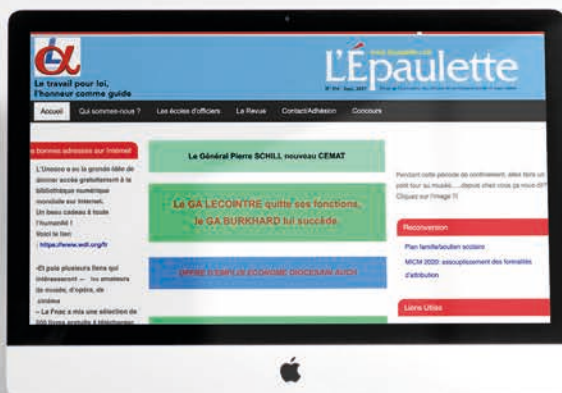 Le travail pour loi,
l'honneur comme guide
L'Épaulette
Accueil Qui sommes-nous ? Les écoles d'officiers La Revue Contact/Adhésion Concours
bonnes adresses sur Internet
L'Unesco a eu la grande idée de
donner accès gratuitement à la
bibliothèque numérique
mondiale sur Internet.
Un beau cadeau à toute
l'humanité !
Voici le lien
https://www.wdl.org/fr
-Et puis plusieurs liens qui
intéresseront — les amateurs
de musée, d'opéra, de
cinéma
– La Fnac a mis une sélection de
500 livres gratuits à télécharger
Le Général Pierre SCHILL nouveau CEMAT
Le GA LECOINTRE quitte ses fonctions,
le GA BURKHARD lui succède
OFFRE D'EMPLOI ECONOME DIOCESAIN AUCH
Pendant cette période de confinement, allez faire un
petit tour au musée.....depuis chez vous ça vous dit?
Cliquez sur l'image !!!
Reconversion
Plan famille/soutien scolaire
MICM 2020: assouplissement des formalités
d'attribution
Liens Utiles